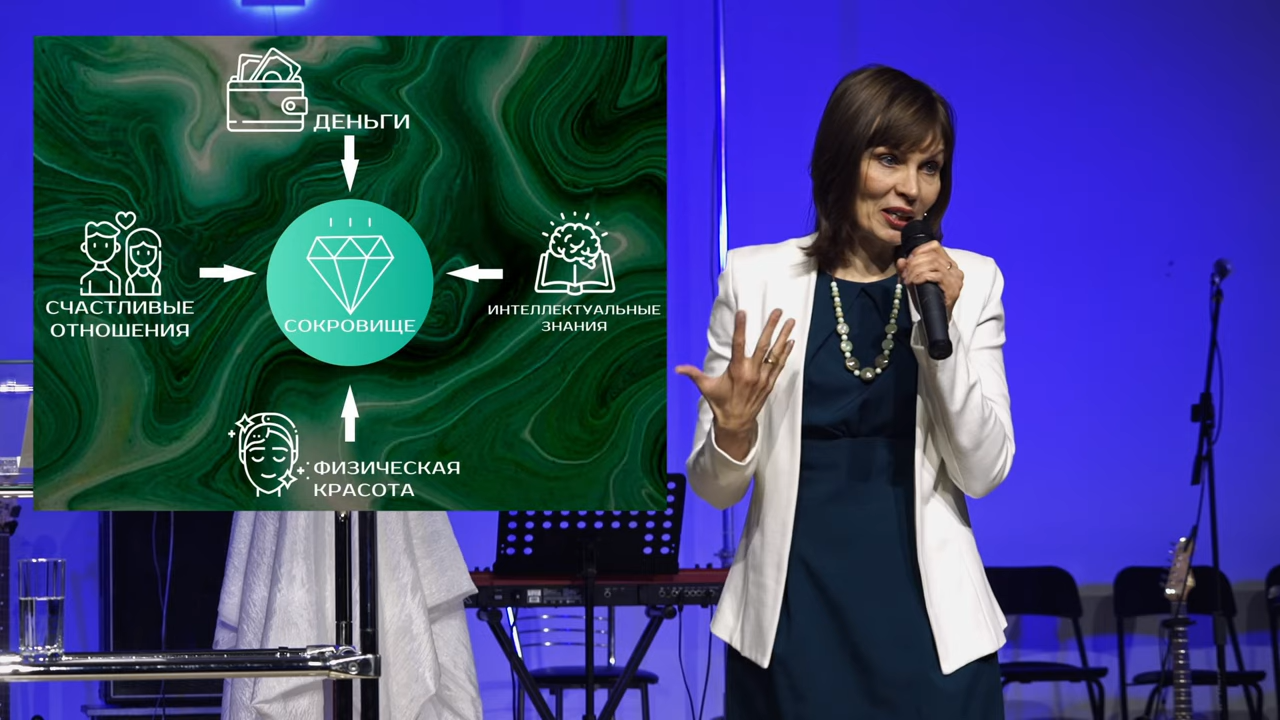 ДЕНЬГИ
СЧАСТЛИВЫЕ
ОТНОШЕНИЯ
СОКРОВИЩЕ
ИНТЕЛЛЕКТУАЛЬНЫЕ
ЗНАНИЯ
ФИЗИЧЕСКАЯ
КРАСОТА